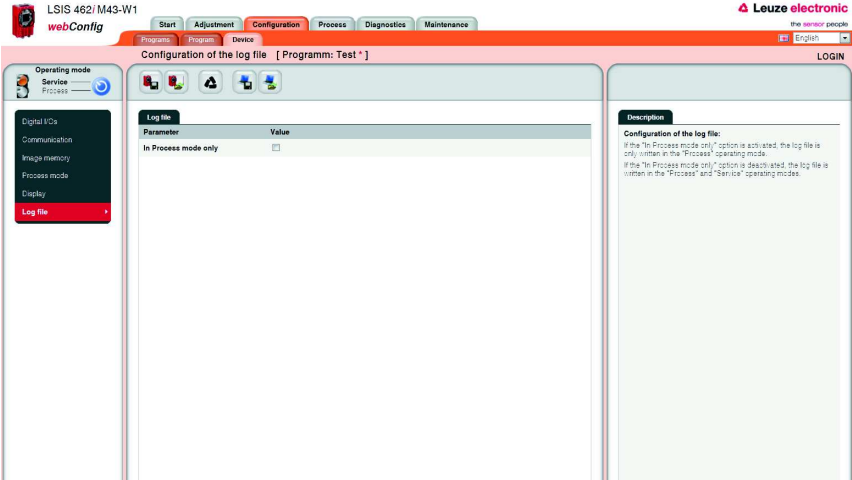 LSIS 462i M43-W1
webConfig
Leuze electronic
the sensor people
Start Adjustment Configuration Process Diagnostics Maintenance
Programs Program Device
English
Configuration of the log file [ Programm: Test * ]
LOGIN
Operating mode
Service
Process
Digital I/Os
Communication
Image memory
Process mode
Display
Log file
Log file
Parameter Value
In Process mode only
Description
Configuration of the log file:
If the "In Process mode only" option is activated, the log file is
only written in the "Process" operating mode.
If the "In Process mode only" option is deactivated, the log file is
written in the "Process" and "Service" operating modes.